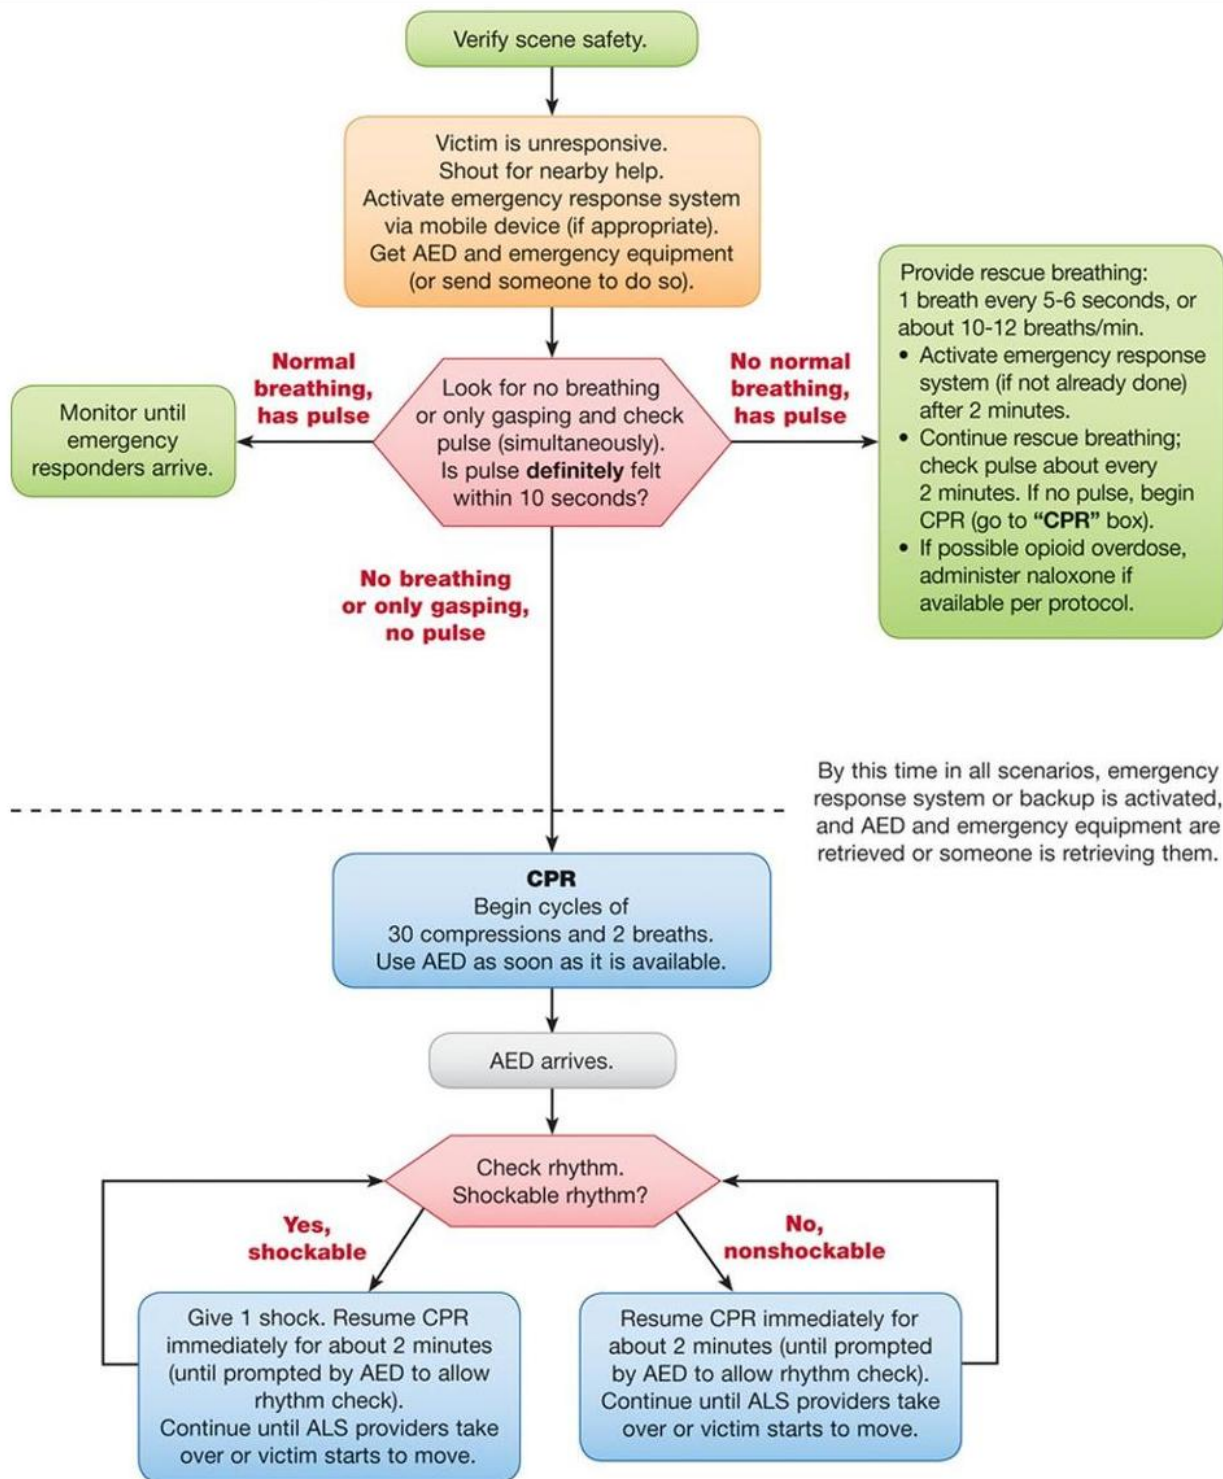 Verify scene safety.
Victim is unresponsive.
Shout for nearby help.
Activate emergency response system
via mobile device (if appropriate).
Get AED and emergency equipment
(or send someone to do so).
Normal
breathing,
has pulse
Monitor until
emergency
responders arrive.
Look for no breathing
or only gasping and check
pulse (simultaneously).
Is pulse definitely felt
within 10 seconds?
No normal
breathing,
has pulse
Provide rescue breathing:
1 breath every 5-6 seconds, or
about 10-12 breaths/min.
• Activate emergency response
system (if not already done)
after 2 minutes.
• Continue rescue breathing;
check pulse about every
2 minutes. If no pulse, begin
CPR (go to “CPR” box).
• If possible opioid overdose,
administer naloxone if
available per protocol.
No breathing
or only gasping,
no pulse
By this time in all scenarios, emergency
response system or backup is activated,
and AED and emergency equipment are
retrieved or someone is retrieving them.
CPR
Begin cycles of
30 compressions and 2 breaths.
Use AED as soon as it is available.
AED arrives.
Check rhythm.
Shockable rhythm?
Yes,
shockable
No,
nonshockable
Give 1 shock. Resume CPR
immediately for about 2 minutes
(until prompted by AED to allow
rhythm check).
Continue until ALS providers take
over or victim starts to move.
Resume CPR immediately for
about 2 minutes (until prompted
by AED to allow rhythm check).
Continue until ALS providers take
over or victim starts to move.